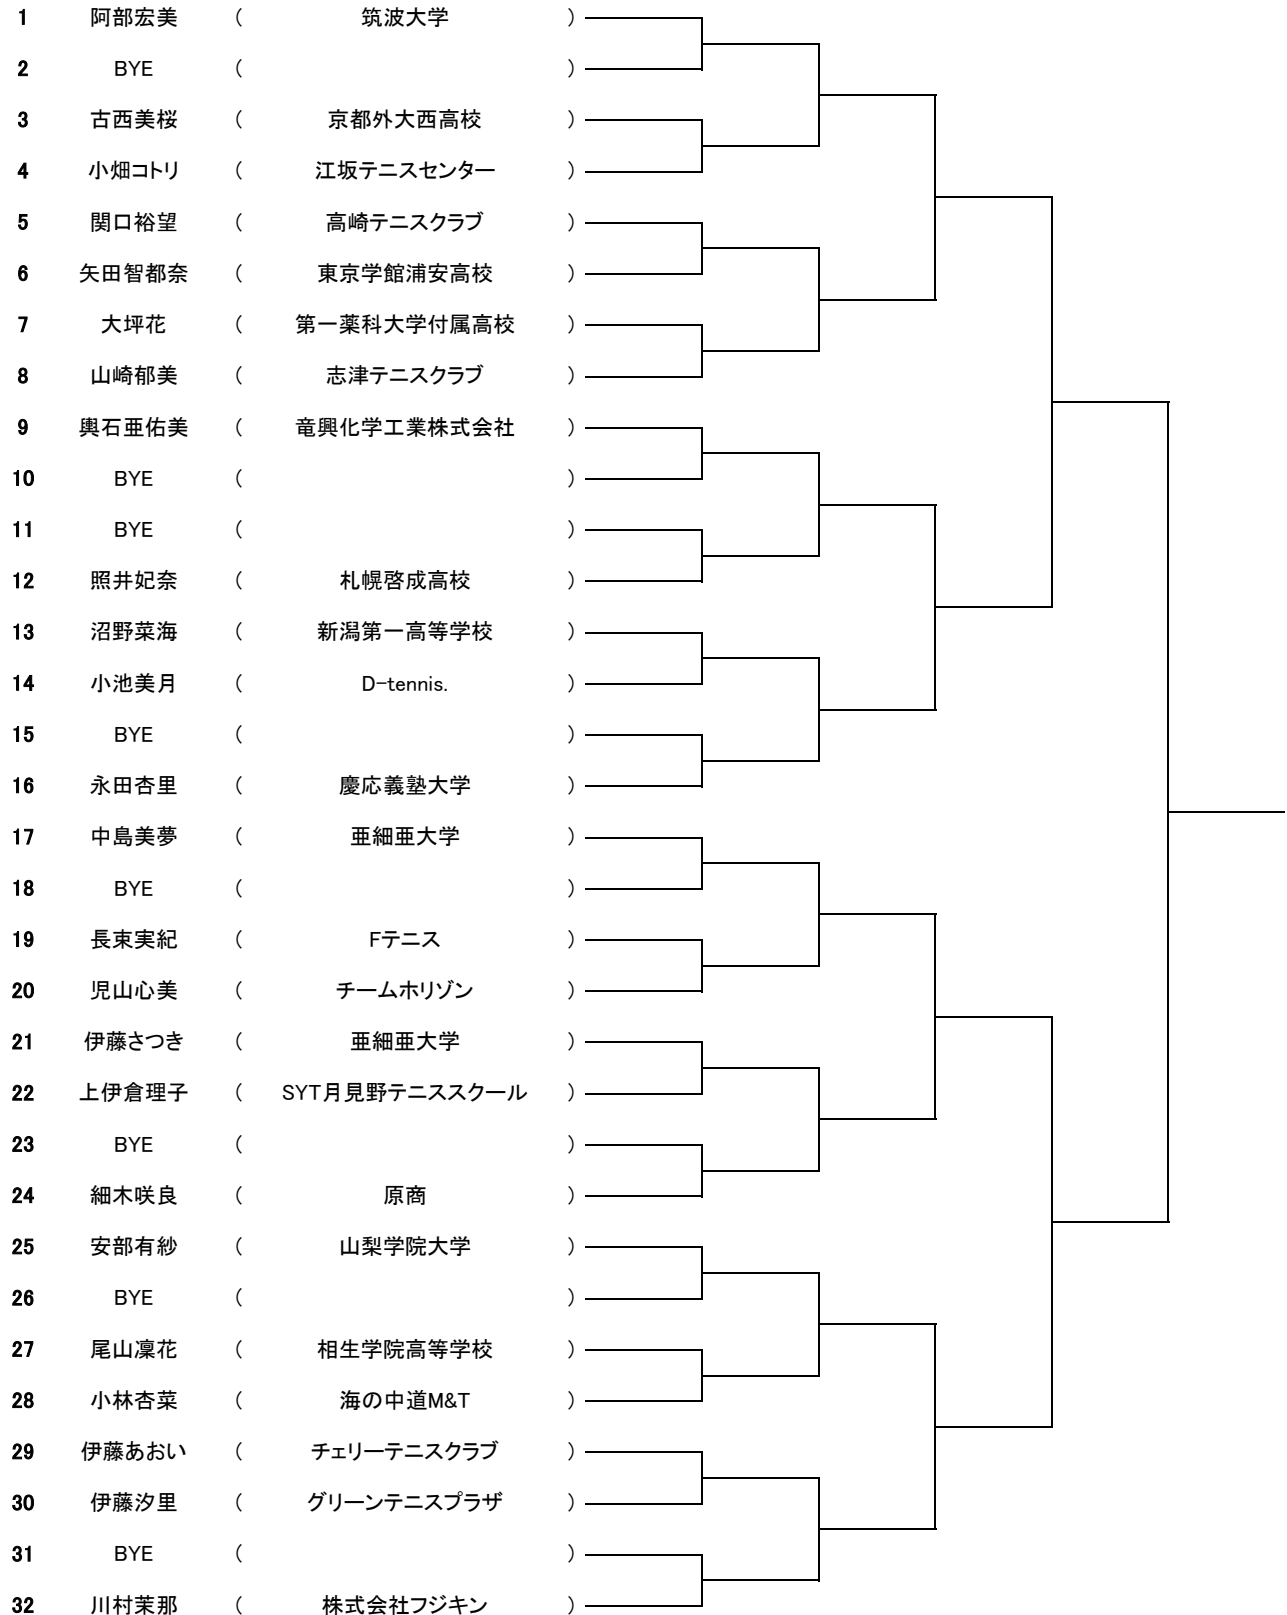 1 阿部宏美 ( 筑波大学 )
2 BYE ( )
3 古西美桜 ( 京都外大西高校 )
4 小畑コトリ ( 江坂テニスセンター )
5 関口裕望 ( 高崎テニスクラブ )
6 矢田智都奈 ( 東京学館浦安高校 )
7 大坪花 ( 第一薬科大学付属高校 )
8 山崎郁美 ( 志津テニスクラブ )
9 輿石亜佑美 ( 竜興化学工業株式会社 )
10 BYE ( )
11 BYE ( )
12 照井妃奈 ( 札幌啓成高校 )
13 沼野菜海 ( 新潟第一高等学校 )
14 小池美月 ( D-tennis. )
15 BYE ( )
16 永田杏里 ( 慶応義塾大学 )
17 中島美夢 ( 亜細亜大学 )
18 BYE ( )
19 長束実紀 ( Fテニス )
20 児山心美 ( チームホリゾン )
21 伊藤さつき ( 亜細亜大学 )
22 上伊倉理子 ( SYT月見野テニススクール )
23 BYE ( )
24 細木咲良 ( 原商 )
25 安部有紗 ( 山梨学院大学 )
26 BYE ( )
27 尾山凜花 ( 相生学院高等学校 )
28 小林杏菜 ( 海の中道M&T )
29 伊藤あおい ( チェリーテニスクラブ )
30 伊藤汐里 ( グリーンテニスプラザ )
31 BYE ( )
32 川村茉那 ( 株式会社フジキン )